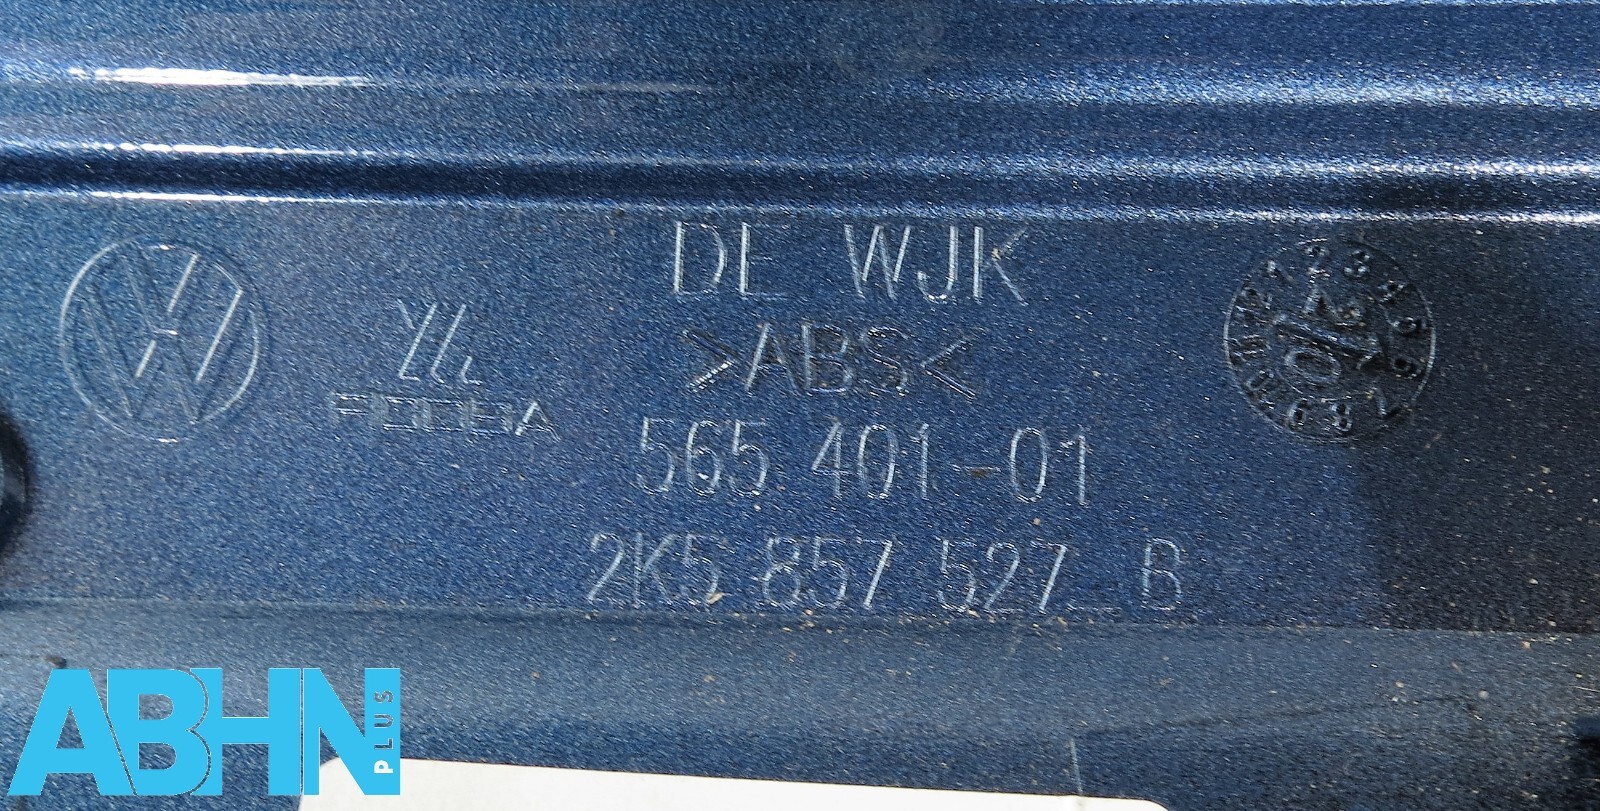 DE WJK
>ABS<
565 401-01
2K5 857 527 B
ABHN
PLUS